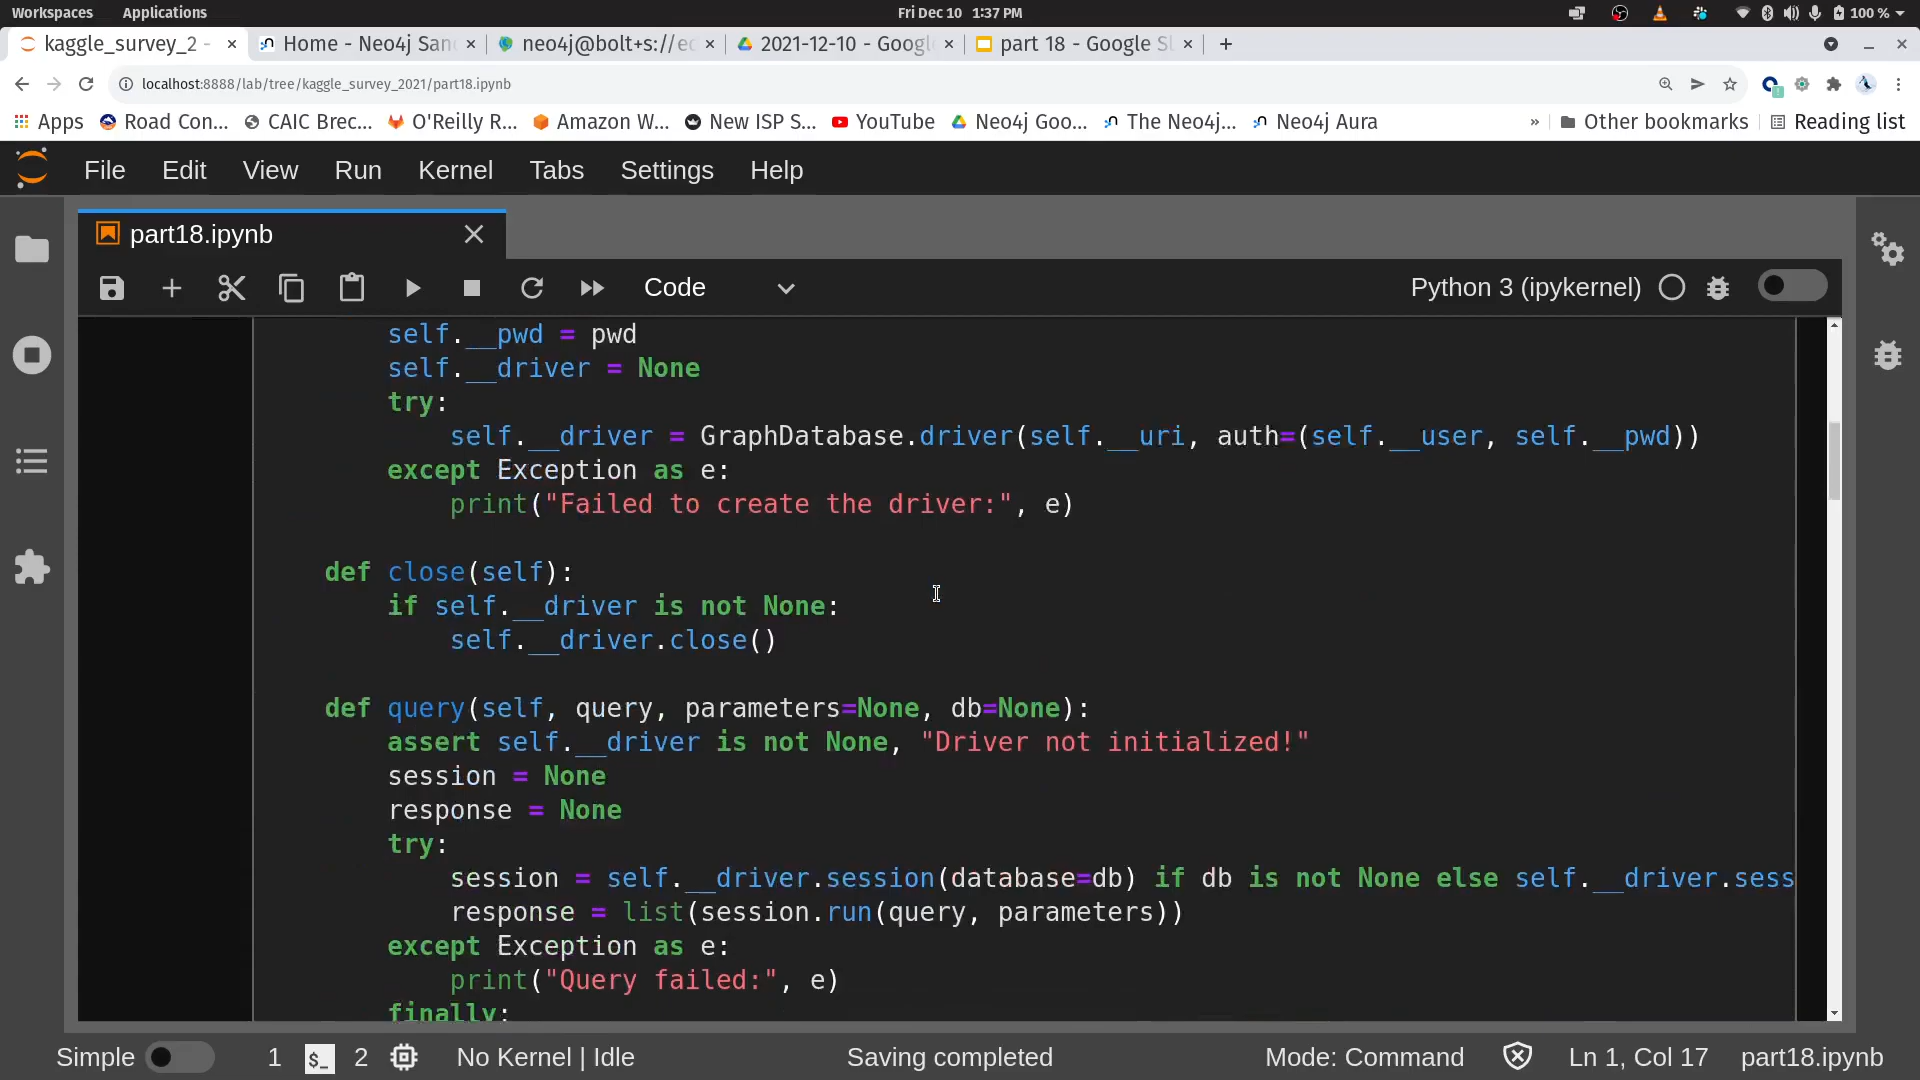 Workspaces Applications Fri Dec 10 1:37 PM 100 %
kaggle_survey_2 - Home - Neo4j San neo4j@bolt+s://e 2021-12-10 - Googl part 18 - Google Sl
localhost:8888/lab/tree/kaggle_survey_2021/part18.ipynb
Apps Road Con... CAIC Brec... O'Reilly R... Amazon W... New ISP S... YouTube Neo4j Goo... The Neo4j... Neo4j Aura » Other bookmarks Reading list
File Edit View Run Kernel Tabs Settings Help
part18.ipynb
Code Python 3 (ipykernel)
self.__pwd = pwd
self.__driver = None
try:
self.__driver = GraphDatabase.driver(self.__uri, auth=(self.__user, self.__pwd))
except Exception as e:
print("Failed to create the driver:", e)
def close(self):
if self.__driver is not None:
self.__driver.close()
def query(self, query, parameters=None, db=None):
assert self.__driver is not None, "Driver not initialized!"
session = None
response = None
try:
session = self.__driver.session(database=db) if db is not None else self.__driver.sess
response = list(session.run(query, parameters))
except Exception as e:
print("Query failed:", e)
finally:
Simple 1 $_ 2 No Kernel | Idle Saving completed Mode: Command Ln 1, Col 17 part18.ipynb